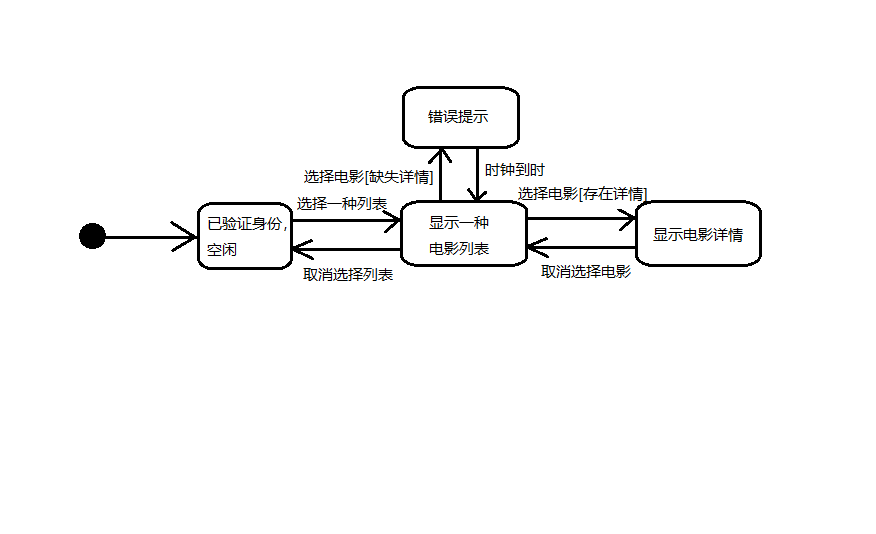 错误提示
选择电影[缺失详情]
时钟到时
选择一种列表
选择电影[存在详情]
已验证身份,
空闲
显示一种
电影列表
显示电影详情
取消选择列表
取消选择电影